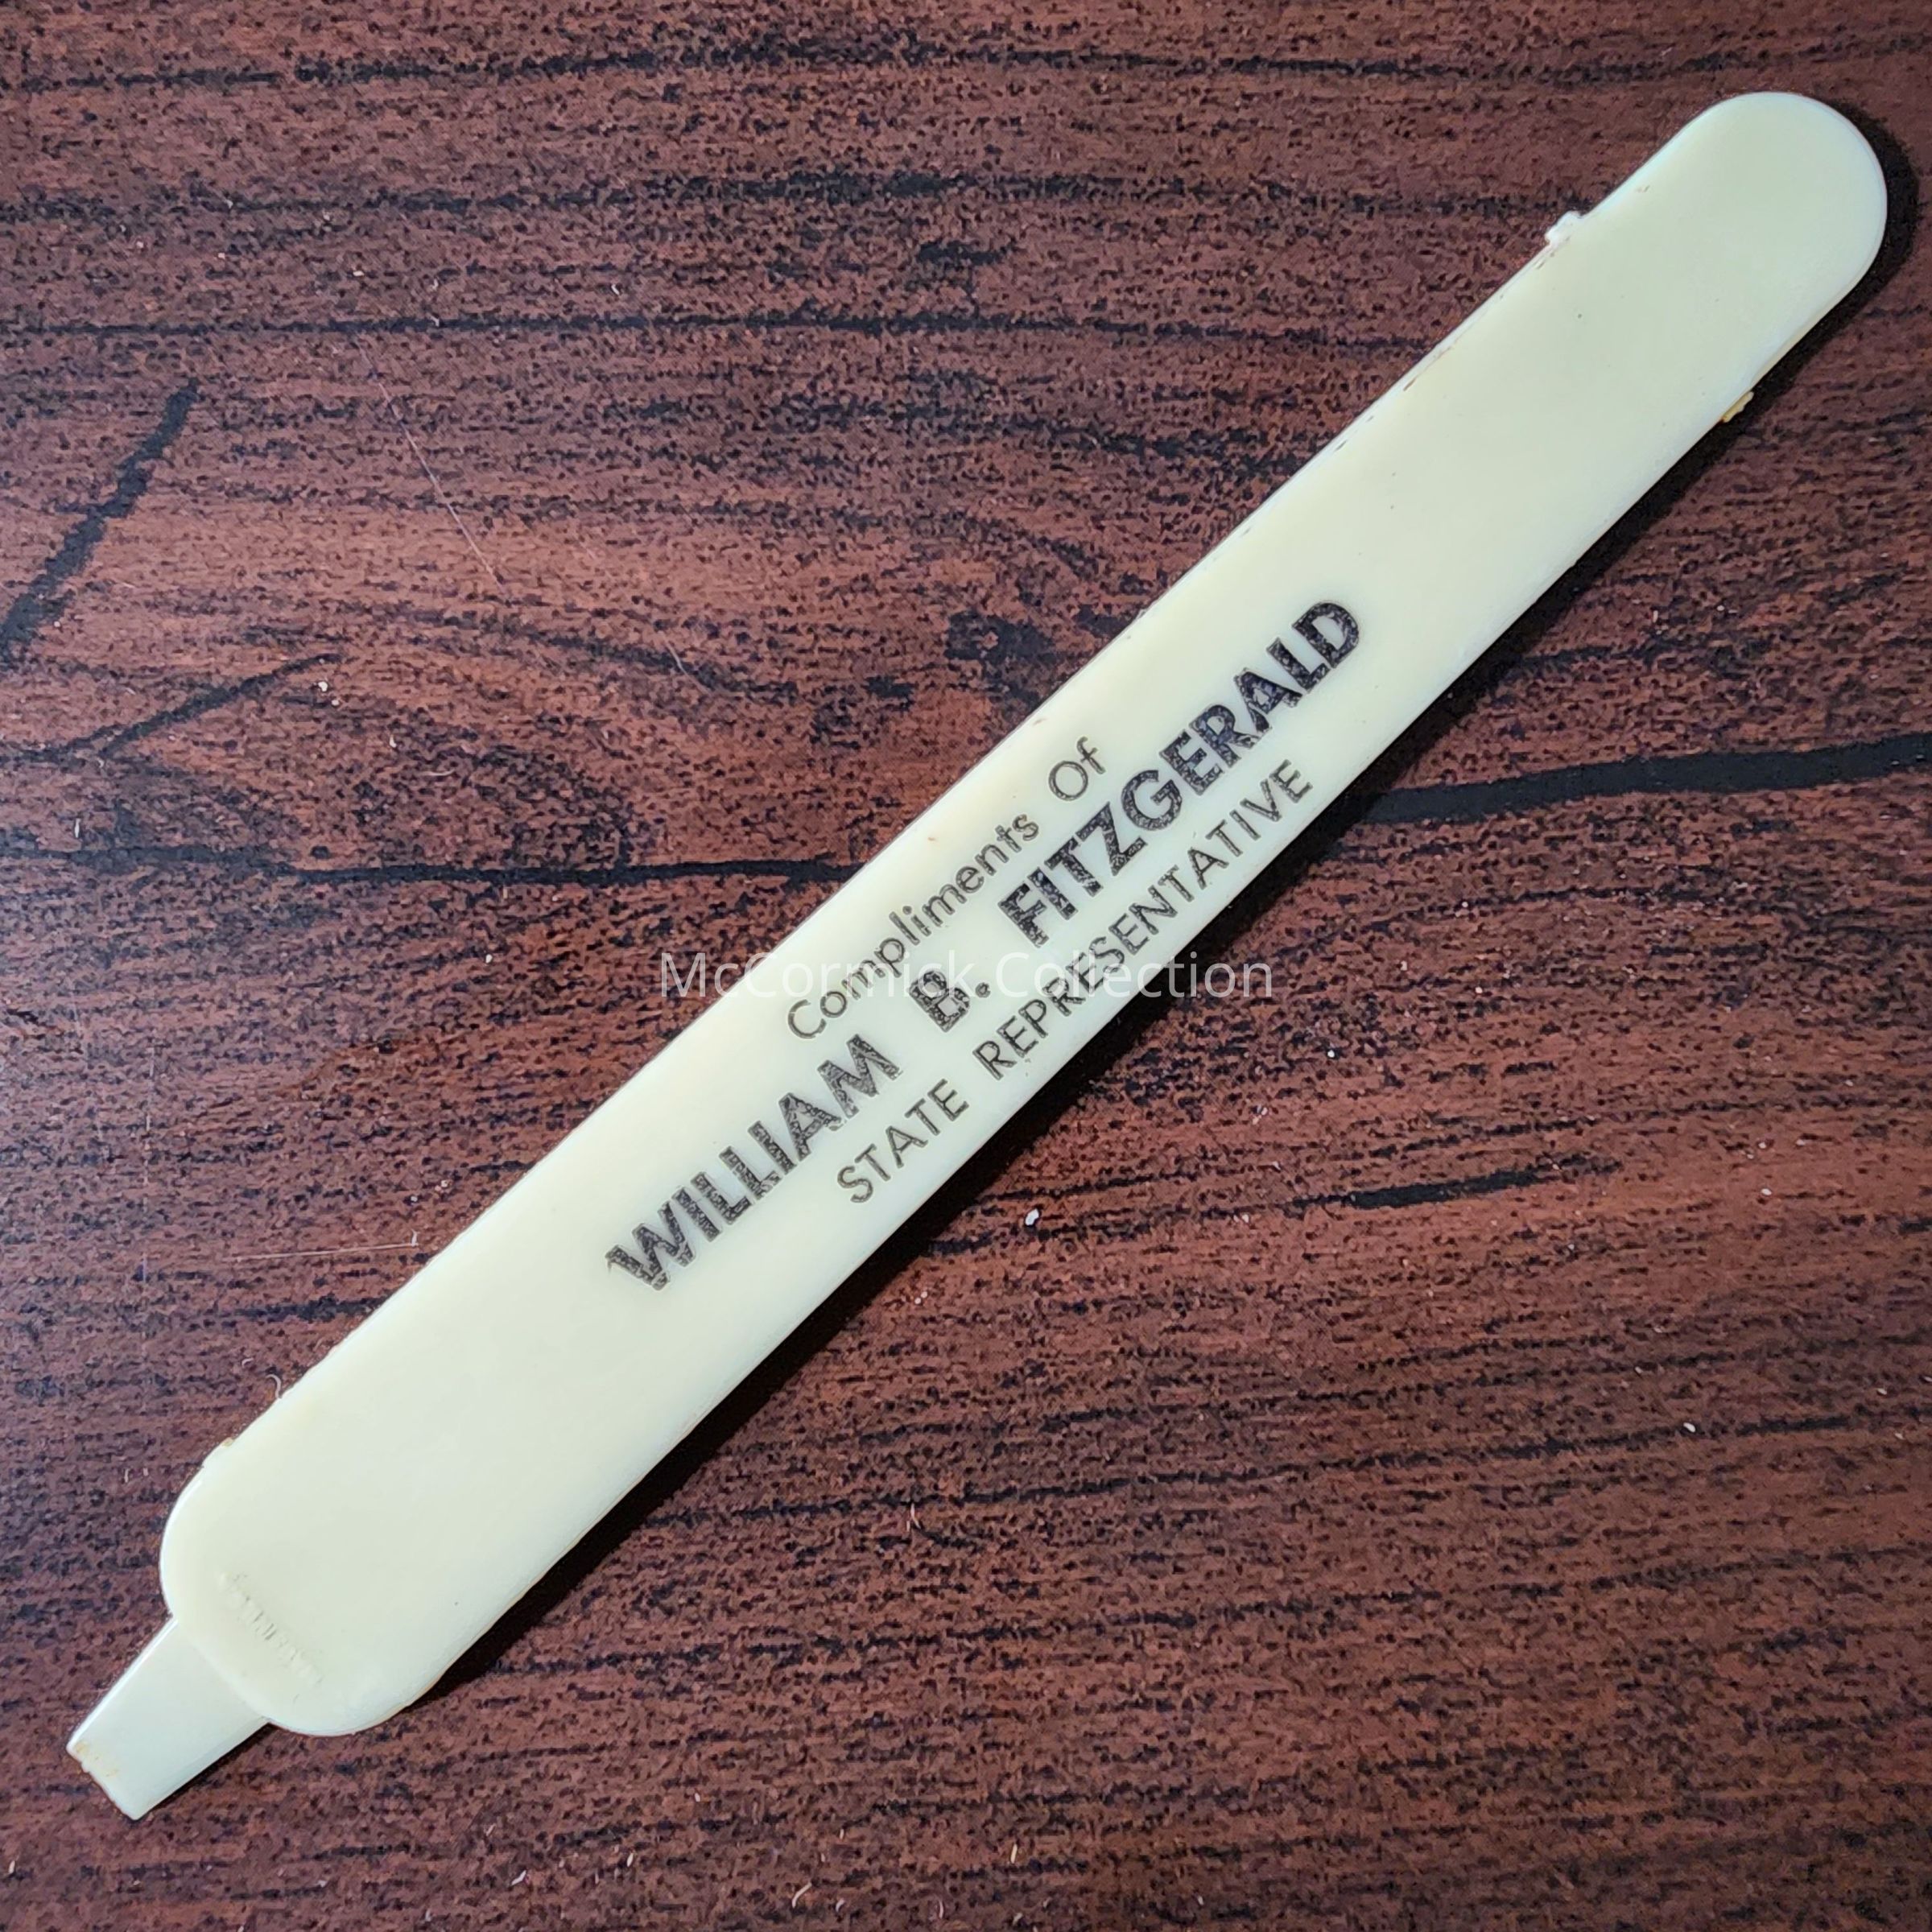 Compliments Of
WILLIAM B. FITZGERALD
STATE REPRESENTATIVE
McCormick Collection